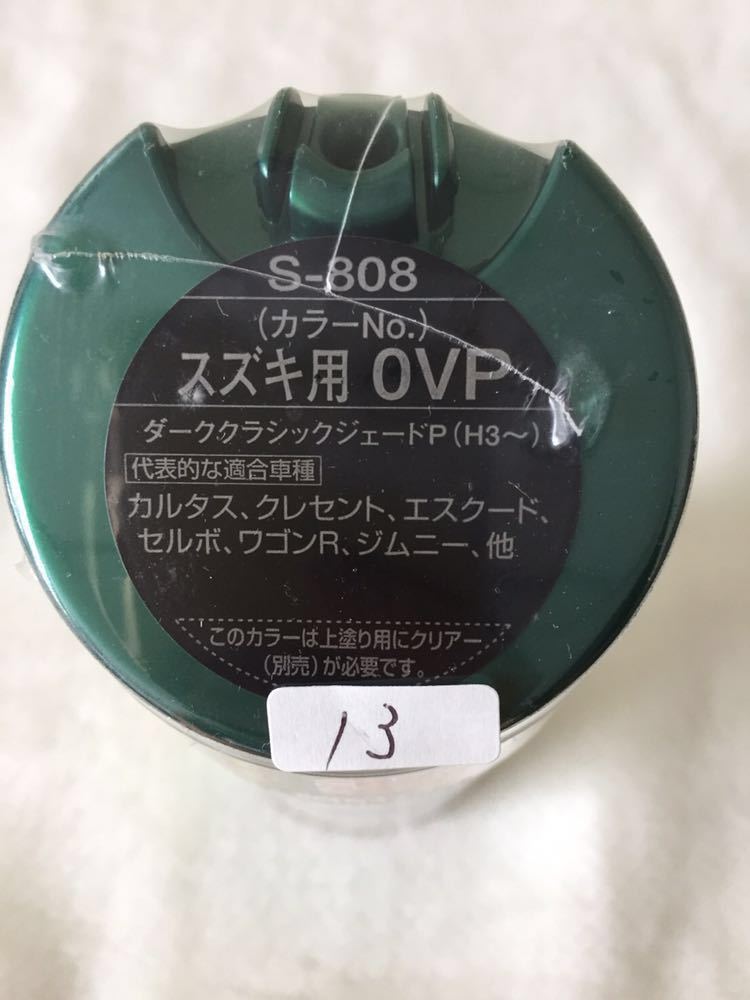 S-808
(カラーNo.)
スズキ用 0VP
ダーククラシックジェードP(H3〜)
代表的な適合車種
カルタス、クレセント、エスクード、
セルボ、ワゴンR、ジムニー、他
このカラーは上塗り用にクリアー
(別売)が必要です。
13